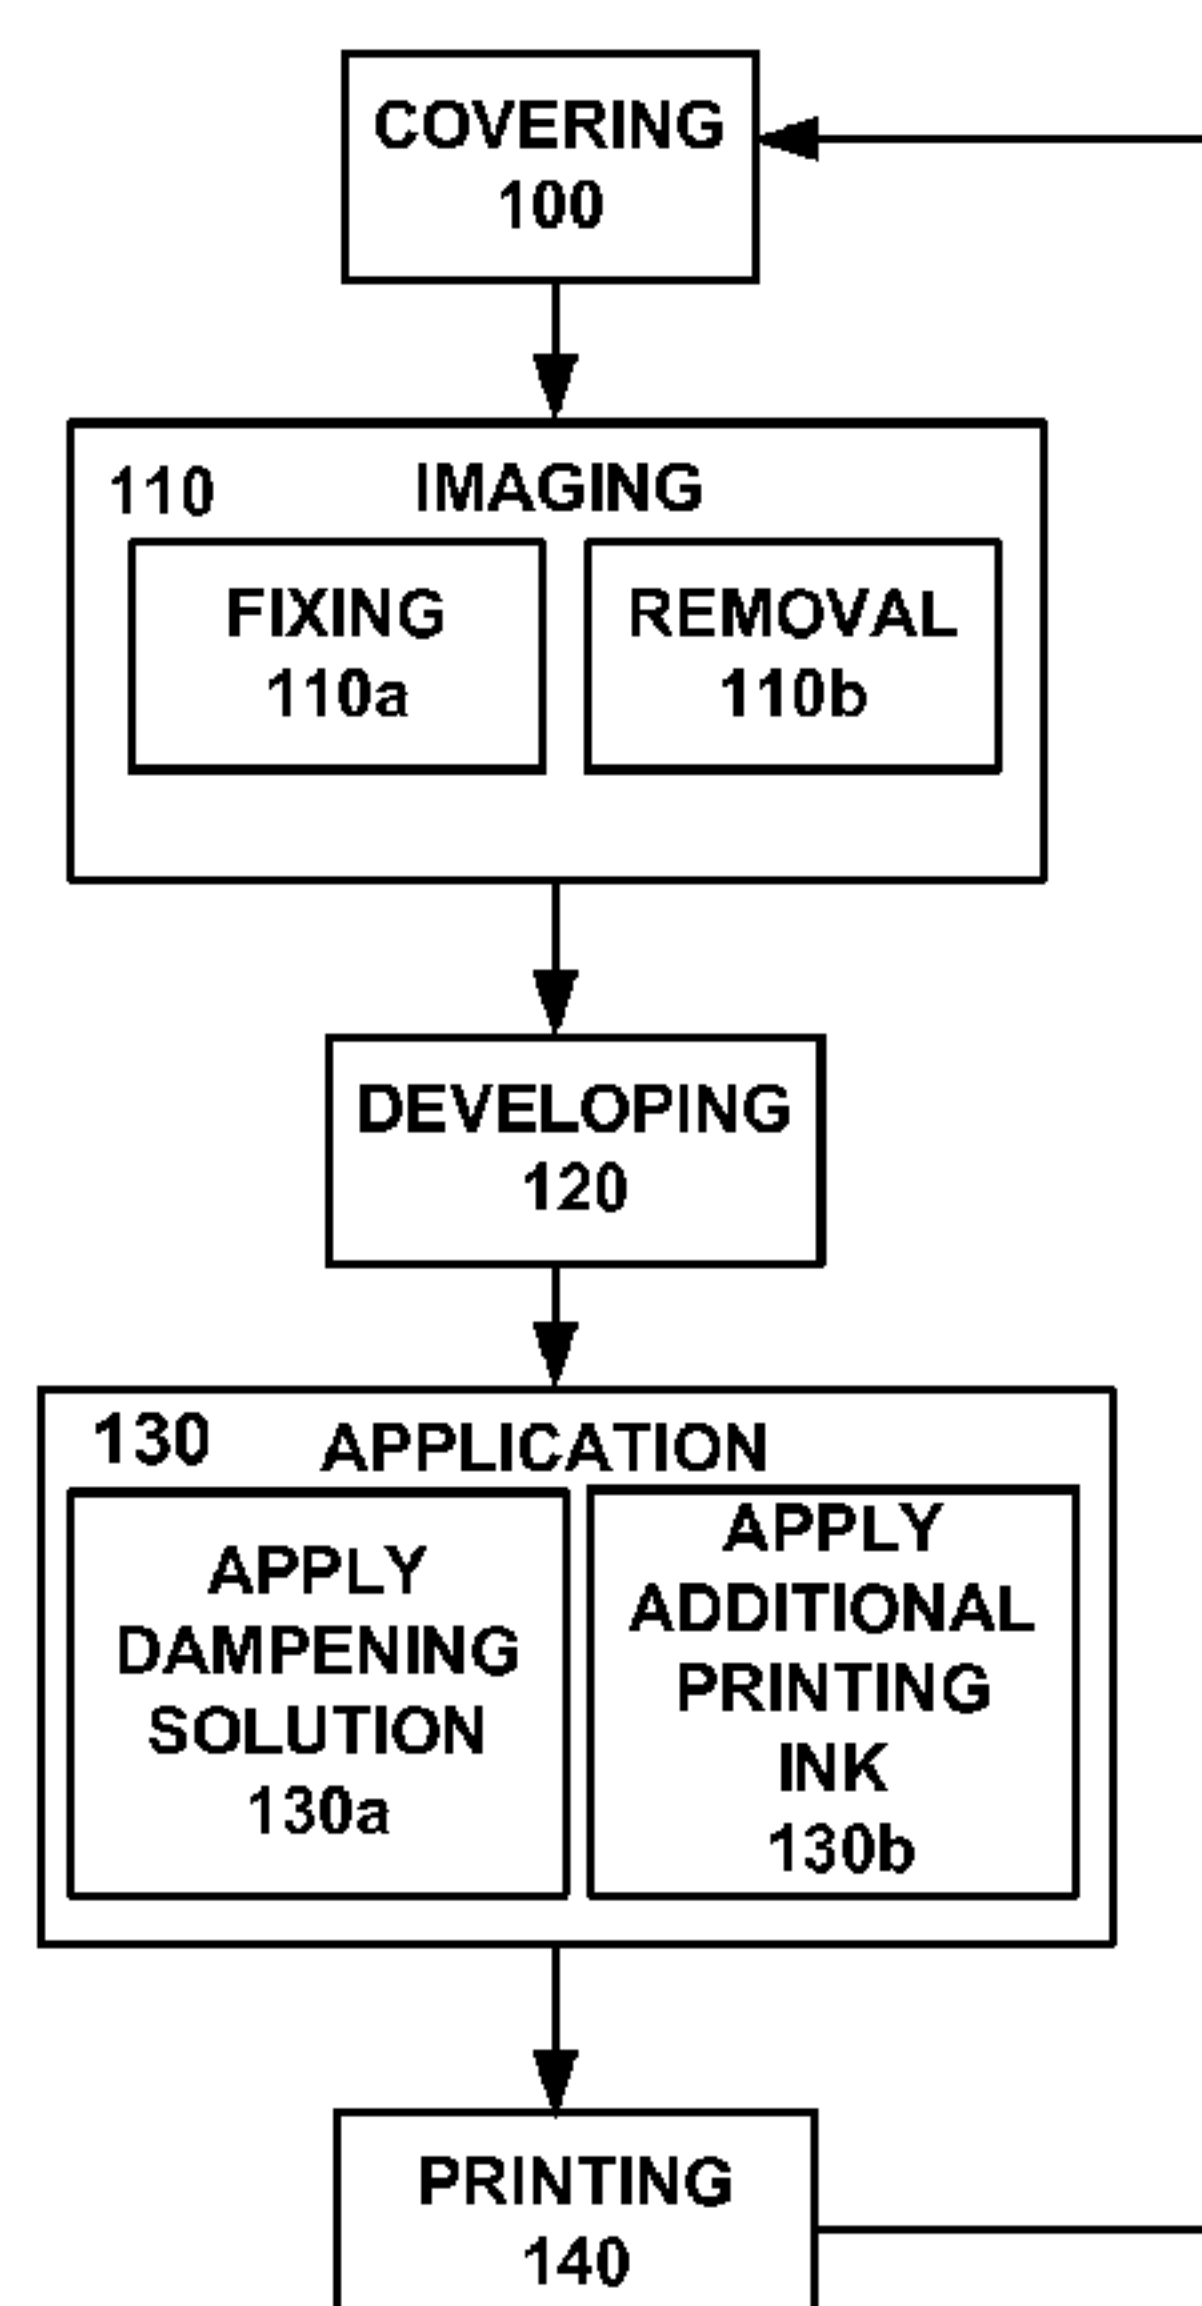 COVERING
100
110
IMAGING
FIXING
110a
REMOVAL
110b
DEVELOPING
120
130
APPLICATION
APPLY
DAMPENING
SOLUTION
130a
APPLY
ADDITIONAL
PRINTING
INK
130b
PRINTING
140